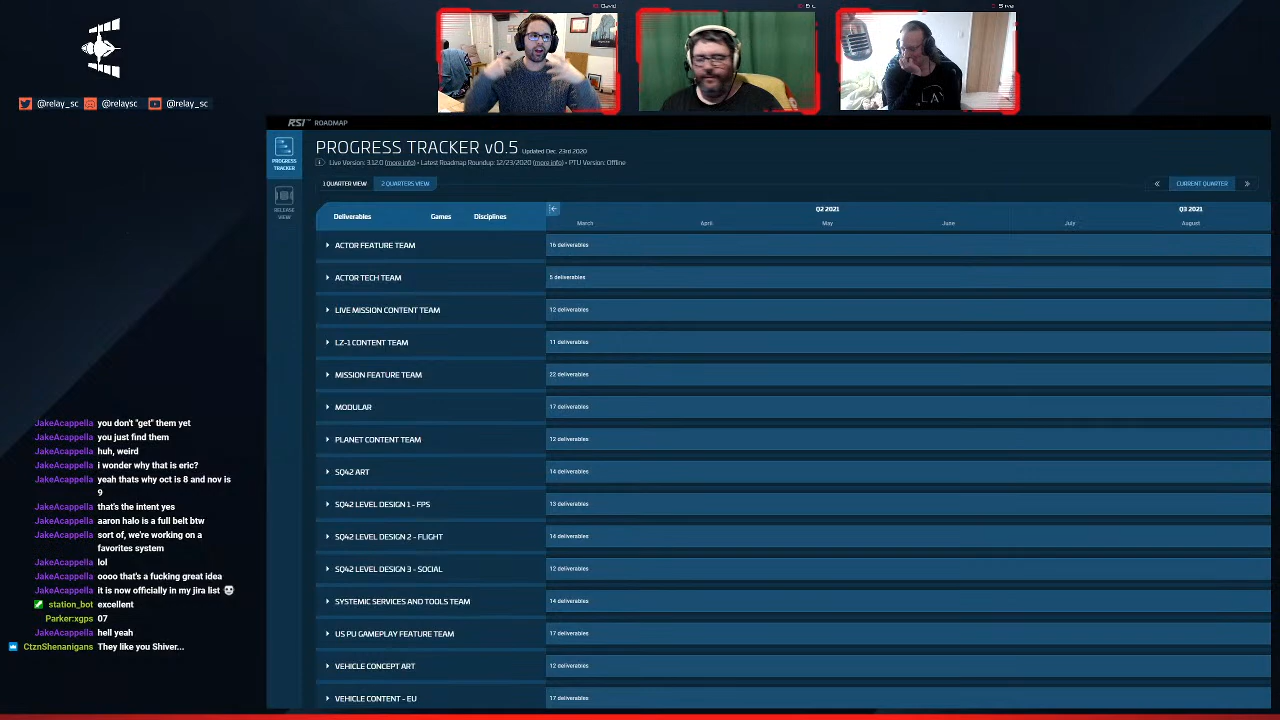 David
@relay_sc @relaysc @relay_sc
RSI ROADMAP
PROGRESS TRACKER
RELEASE VIEW
PROGRESS TRACKER v0.5 Updated Dec. 23rd 2020
Live Version: 3.12.0 (more info) • Latest Roadmap Roundup: 12/23/2020 (more info) • PTU Version: Offline
1 QUARTER VIEW 2 QUARTERS VIEW
CURRENT QUARTER
Deliverables Games Disciplines
Q2 2021 Q3 2021
March April May June July August
ACTOR FEATURE TEAM 16 deliverables
ACTOR TECH TEAM 5 deliverables
LIVE MISSION CONTENT TEAM 12 deliverables
LZ-1 CONTENT TEAM 11 deliverables
MISSION FEATURE TEAM 22 deliverables
MODULAR 17 deliverables
PLANET CONTENT TEAM 12 deliverables
SQ42 ART 14 deliverables
SQ42 LEVEL DESIGN 1 - FPS 13 deliverables
SQ42 LEVEL DESIGN 2 - FLIGHT 14 deliverables
SQ42 LEVEL DESIGN 3 - SOCIAL 12 deliverables
SYSTEMIC SERVICES AND TOOLS TEAM 14 deliverables
US PU GAMEPLAY FEATURE TEAM 17 deliverables
VEHICLE CONCEPT ART 12 deliverables
VEHICLE CONTENT - EU 17 deliverables
JakeAcappella you don't "get" them yet
JakeAcappella you just find them
JakeAcappella huh, weird
JakeAcappella i wonder why that is eric?
JakeAcappella yeah thats why oct is 8 and nov is
9
JakeAcappella that's the intent yes
JakeAcappella aaron halo is a full belt btw
JakeAcappella sort of, we're working on a
favorites system
JakeAcappella lol
JakeAcappella oooo that's a fucking great idea
JakeAcappella it is now officially in my jira list
station_bot excellent
Parker:xgps 07
JakeAcappella hell yeah
CtznShenanigans They like you Shiver...